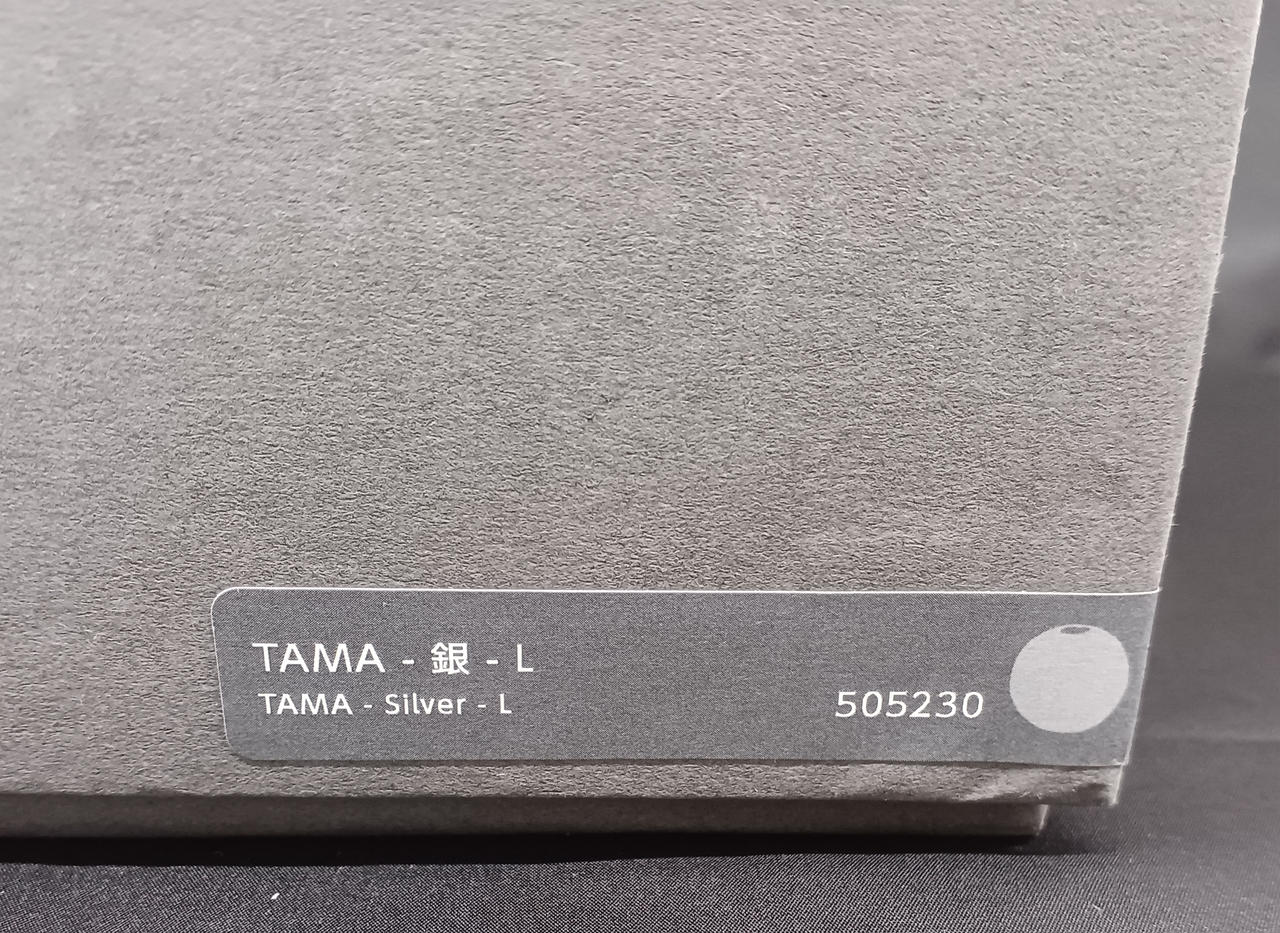 TAMA - 銀 - L
TAMA - Silver - L
505230